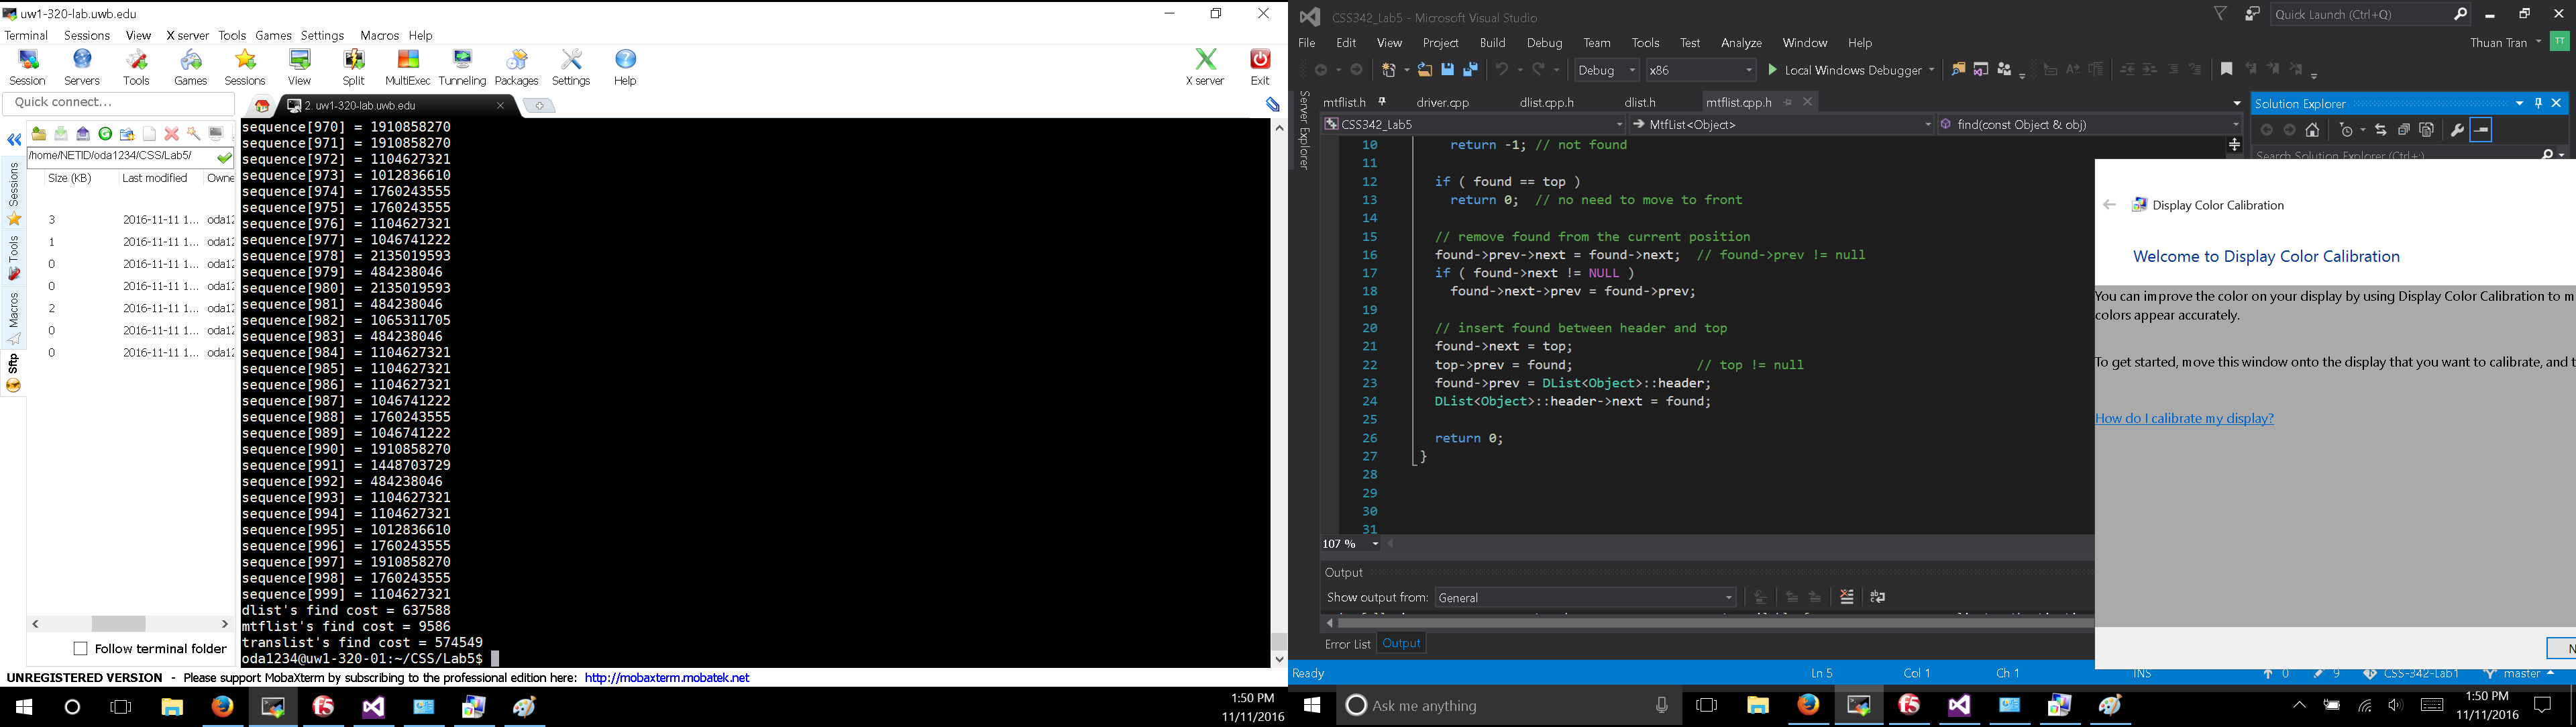 uw1-320-lab.uwb.edu
Terminal Sessions View X server Tools Games Settings Macros Help
Session Servers Tools Games Sessions View Split MultiExec Tunneling Packages Settings Help X server Exit
Quick connect...
2. uw1-320-lab.uwb.edu
/home/NETID/oda1234/CSS/Lab5/
Size (KB) Last modified Owne
3 2016-11-11 1... oda12
1 2016-11-11 1... oda12
0 2016-11-11 1... oda12
0 2016-11-11 1... oda12
2 2016-11-11 1... oda12
0 2016-11-11 1... oda12
0 2016-11-11 1... oda12
Sessions
Tools
Macros
Sftp
Follow terminal folder
sequence[970] = 1910858270
sequence[971] = 1910858270
sequence[972] = 1104627321
sequence[973] = 1012836610
sequence[974] = 1760243555
sequence[975] = 1760243555
sequence[976] = 1104627321
sequence[977] = 1046741222
sequence[978] = 2135019593
sequence[979] = 484238046
sequence[980] = 2135019593
sequence[981] = 484238046
sequence[982] = 1065311705
sequence[983] = 484238046
sequence[984] = 1104627321
sequence[985] = 1104627321
sequence[986] = 1104627321
sequence[987] = 1046741222
sequence[988] = 1760243555
sequence[989] = 1046741222
sequence[990] = 1910858270
sequence[991] = 1448703729
sequence[992] = 484238046
sequence[993] = 1104627321
sequence[994] = 1104627321
sequence[995] = 1012836610
sequence[996] = 1760243555
sequence[997] = 1910858270
sequence[998] = 1760243555
sequence[999] = 1104627321
dlist's find cost = 637588
mtflist's find cost = 9586
translist's find cost = 574549
oda1234@uw1-320-01:~/CSS/Lab5$
UNREGISTERED VERSION - Please support MobaXterm by subscribing to the professional edition here: http://mobaxterm.mobatek.net
1:50 PM
11/11/2016
CSS342_Lab5 - Microsoft Visual Studio
Quick Launch (Ctrl+Q)
File Edit View Project Build Debug Team Tools Test Analyze Window Help
Thuan Tran TT
Debug x86 Local Windows Debugger
Server Explorer
mtflist.h driver.cpp dlist.cpp.h dlist.h mtflist.cpp.h
CSS342_Lab5 MtfList<Object> find(const Object & obj)
10 return -1; // not found
11
12 if ( found == top )
13 return 0; // no need to move to front
14
15 // remove found from the current position
16 found->prev->next = found->next; // found->prev != null
17 if ( found->next != NULL )
18 found->next->prev = found->prev;
19
20 // insert found between header and top
21 found->next = top;
22 top->prev = found; // top != null
23 found->prev = DList<Object>::header;
24 DList<Object>::header->next = found;
25
26 return 0;
27 }
28
29
30
31
107 %
Output
Show output from: General
Error List Output
Ready Ln 5 Col 1 Ch 1 INS 0 9 CSS-342-Lab1 master
Solution Explorer
Search Solution Explorer (Ctrl+;)
Display Color Calibration
Welcome to Display Color Calibration
You can improve the color on your display by using Display Color Calibration to m
colors appear accurately.
To get started, move this window onto the display that you want to calibrate, and t
How do I calibrate my display?
N
Ask me anything
1:50 PM
11/11/2016